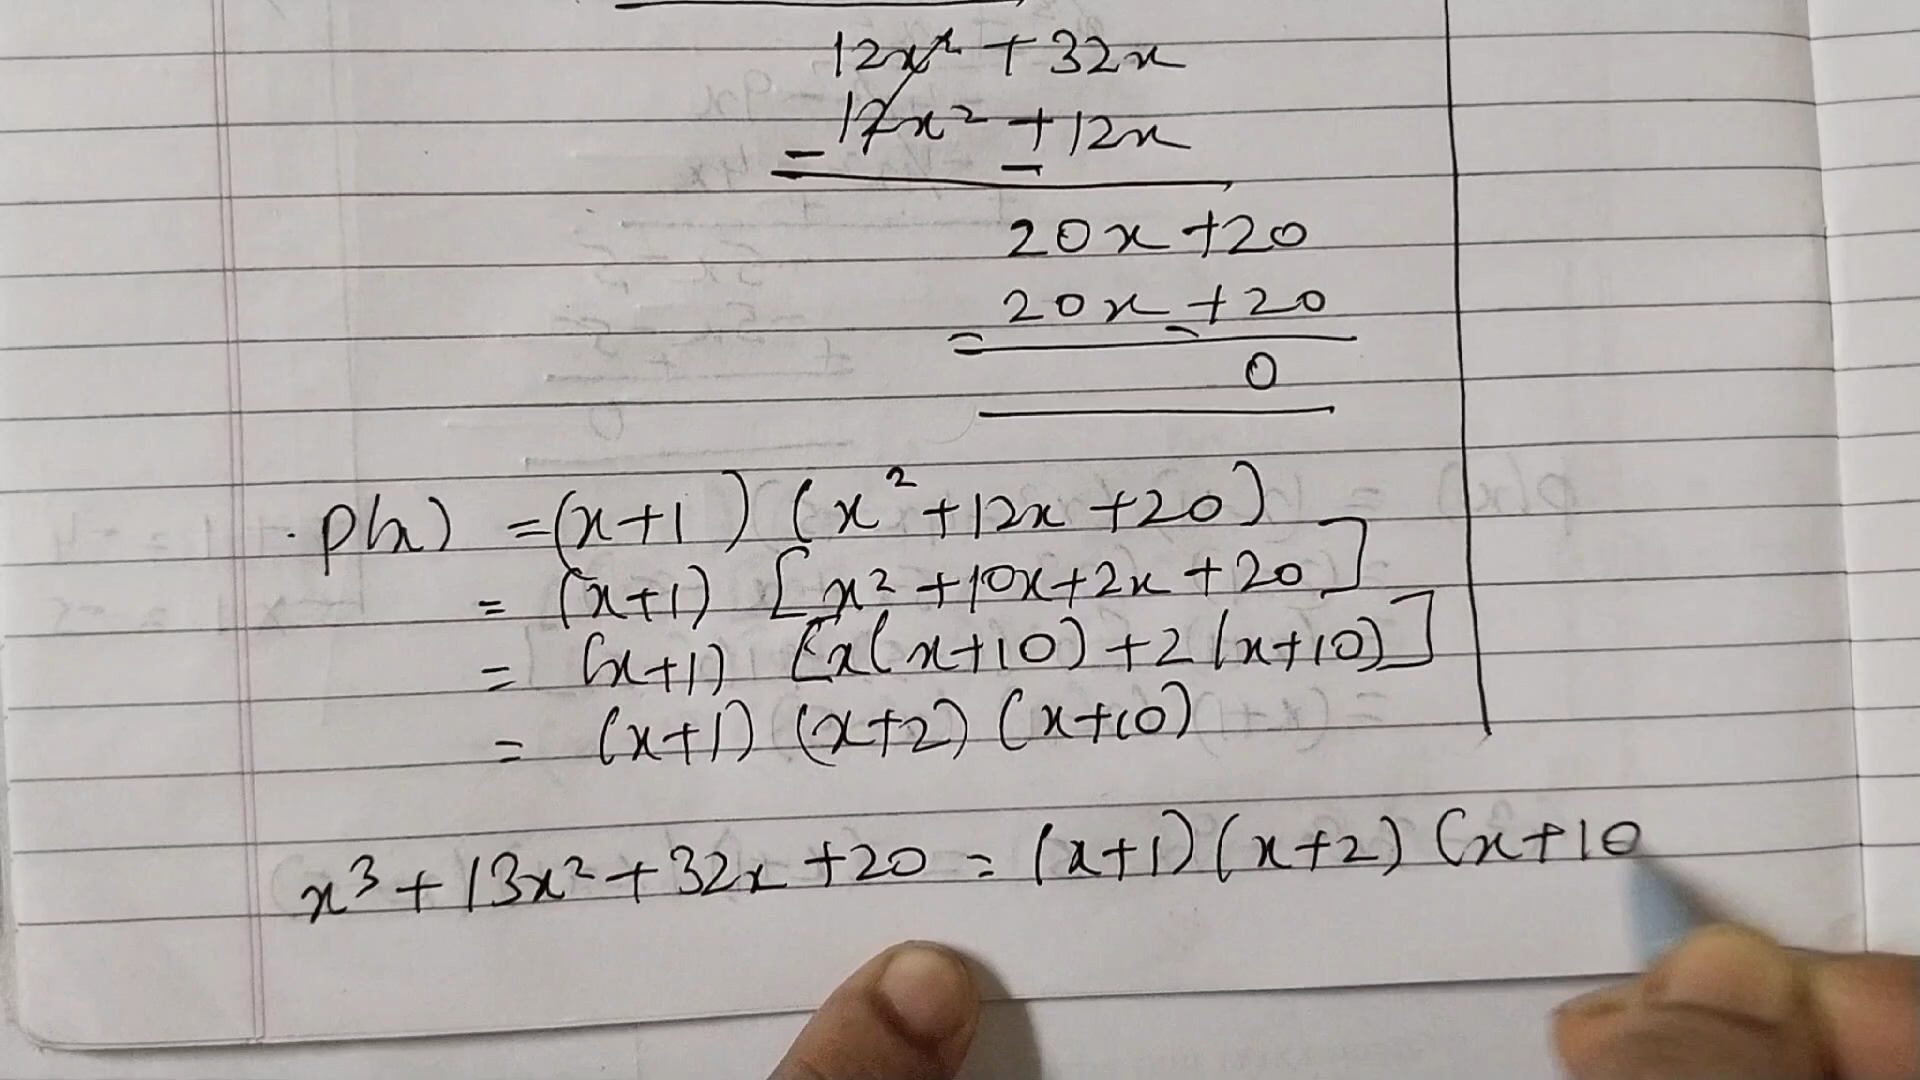 12x² + 32x
- 12x² + 12x
-
20x + 20
20x + 20
- -
0
p(x) = (x+1) (x² + 12x + 20)
= (x+1) [x² + 10x + 2x + 20]
= (x+1) [x(x+10) + 2(x+10)]
= (x+1) (x+2) (x+10)
x³ + 13x² + 32x + 20 = (x+1) (x+2) (x+10